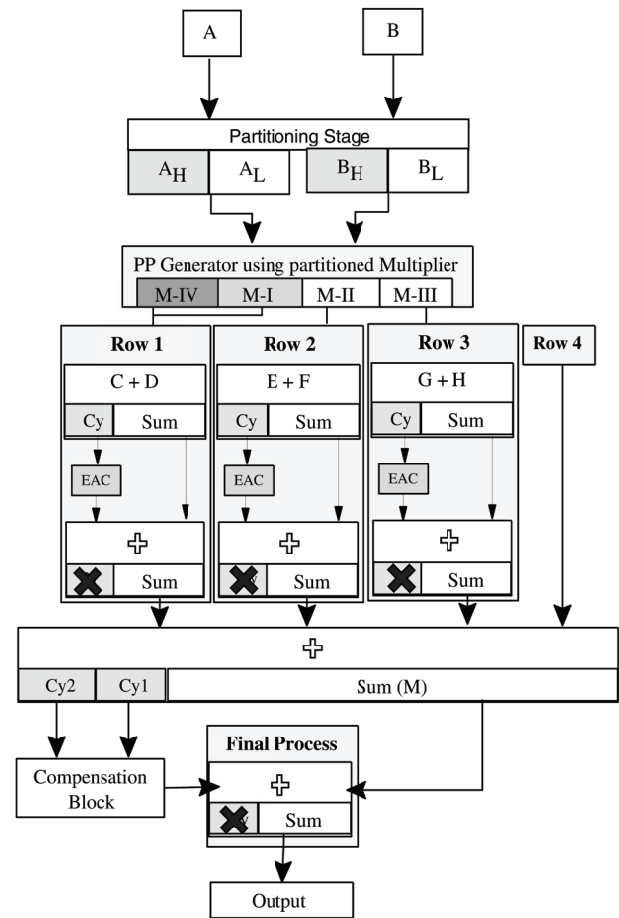 A
B
Partitioning Stage
AH AL BH BL
PP Generator using partitioned Multiplier
M-IV M-I M-II M-III
Row 1
C + D
Cy Sum
EAC
Sum
Row 2
E + F
Cy Sum
EAC
Sum
Row 3
G + H
Cy Sum
EAC
Sum
Row 4
Cy2 Cy1 Sum (M)
Compensation
Block
Final Process
Sum
Output